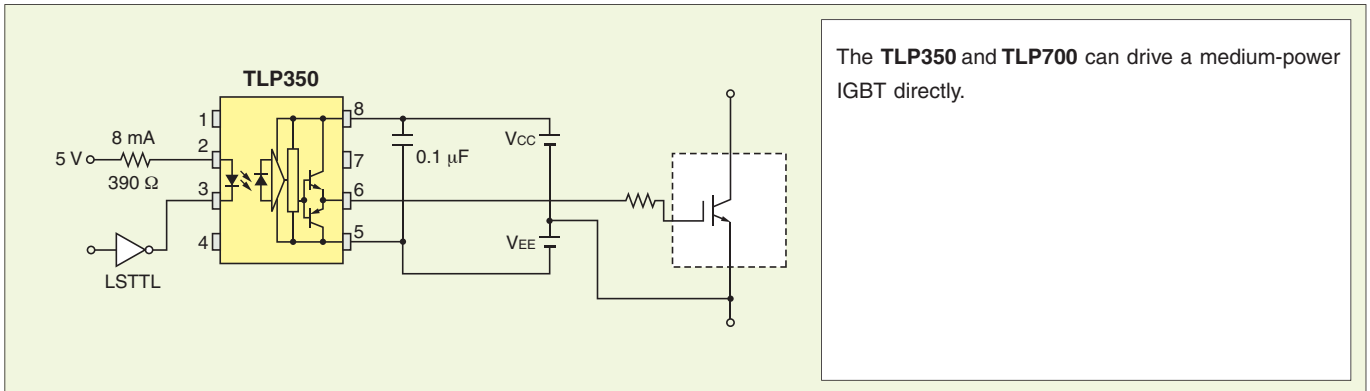 TLP350
1
2
3
4
8
7
6
5
8 mA
5 V
390 Ω
LSTTL
0.1 μF
VCC
VEE
The TLP350 and TLP700 can drive a medium-power
IGBT directly.